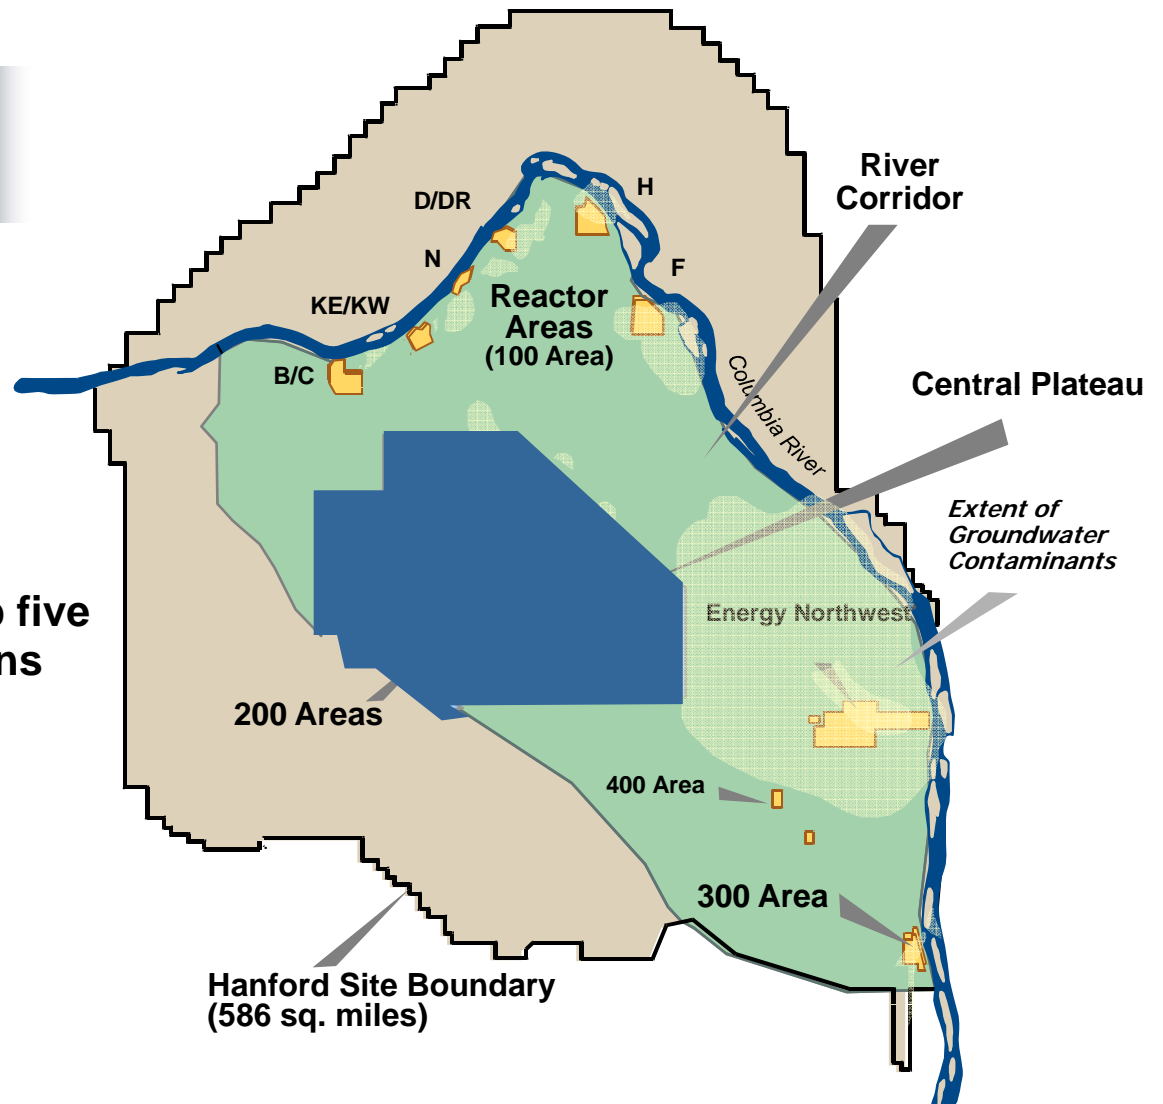 River
Corridor
H
D/DR
N
F
KE/KW
Reactor
Areas
(100 Area)
B/C
Columbia River
Central Plateau
Extent of
Groundwater
Contaminants
five
Energy Northwest
200 Areas
400 Area
300 Area
Hanford Site Boundary
(586 sq. miles)